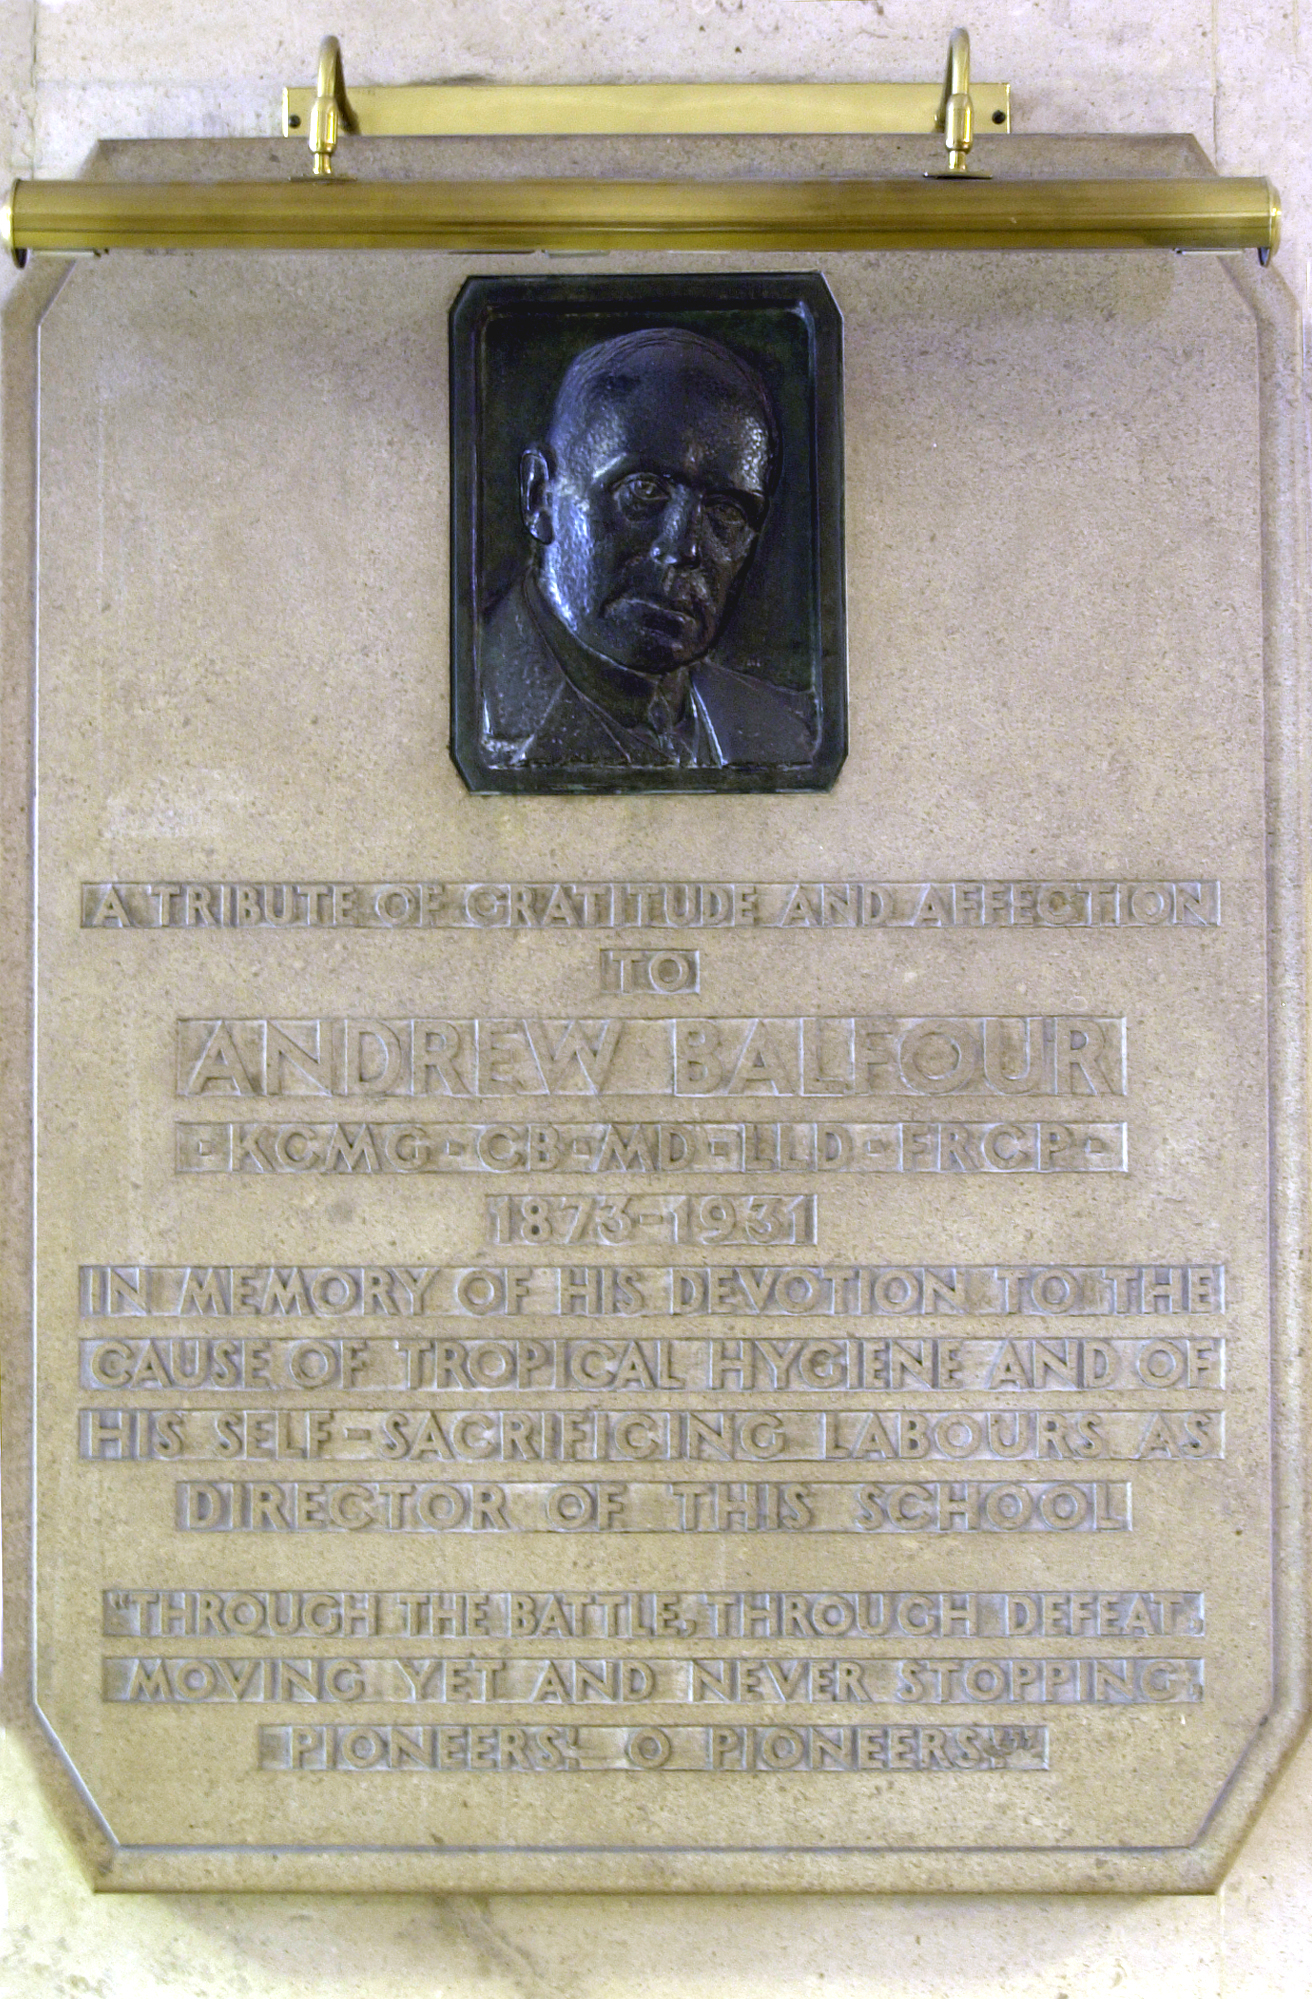 A TRIBUTE OF GRATITUDE AND AFFECTION
TO
ANDREW BALFOUR
·KCMG·CB·MD·LLD·FRCP·
1873-1931
IN MEMORY OF HIS DEVOTION TO THE
CAUSE OF TROPICAL HYGIENE AND OF
HIS SELF-SACRIFICING LABOURS AS
DIRECTOR OF THIS SCHOOL
"THROUGH THE BATTLE, THROUGH DEFEAT,
MOVING YET AND NEVER STOPPING,
PIONEERS! O PIONEERS!"